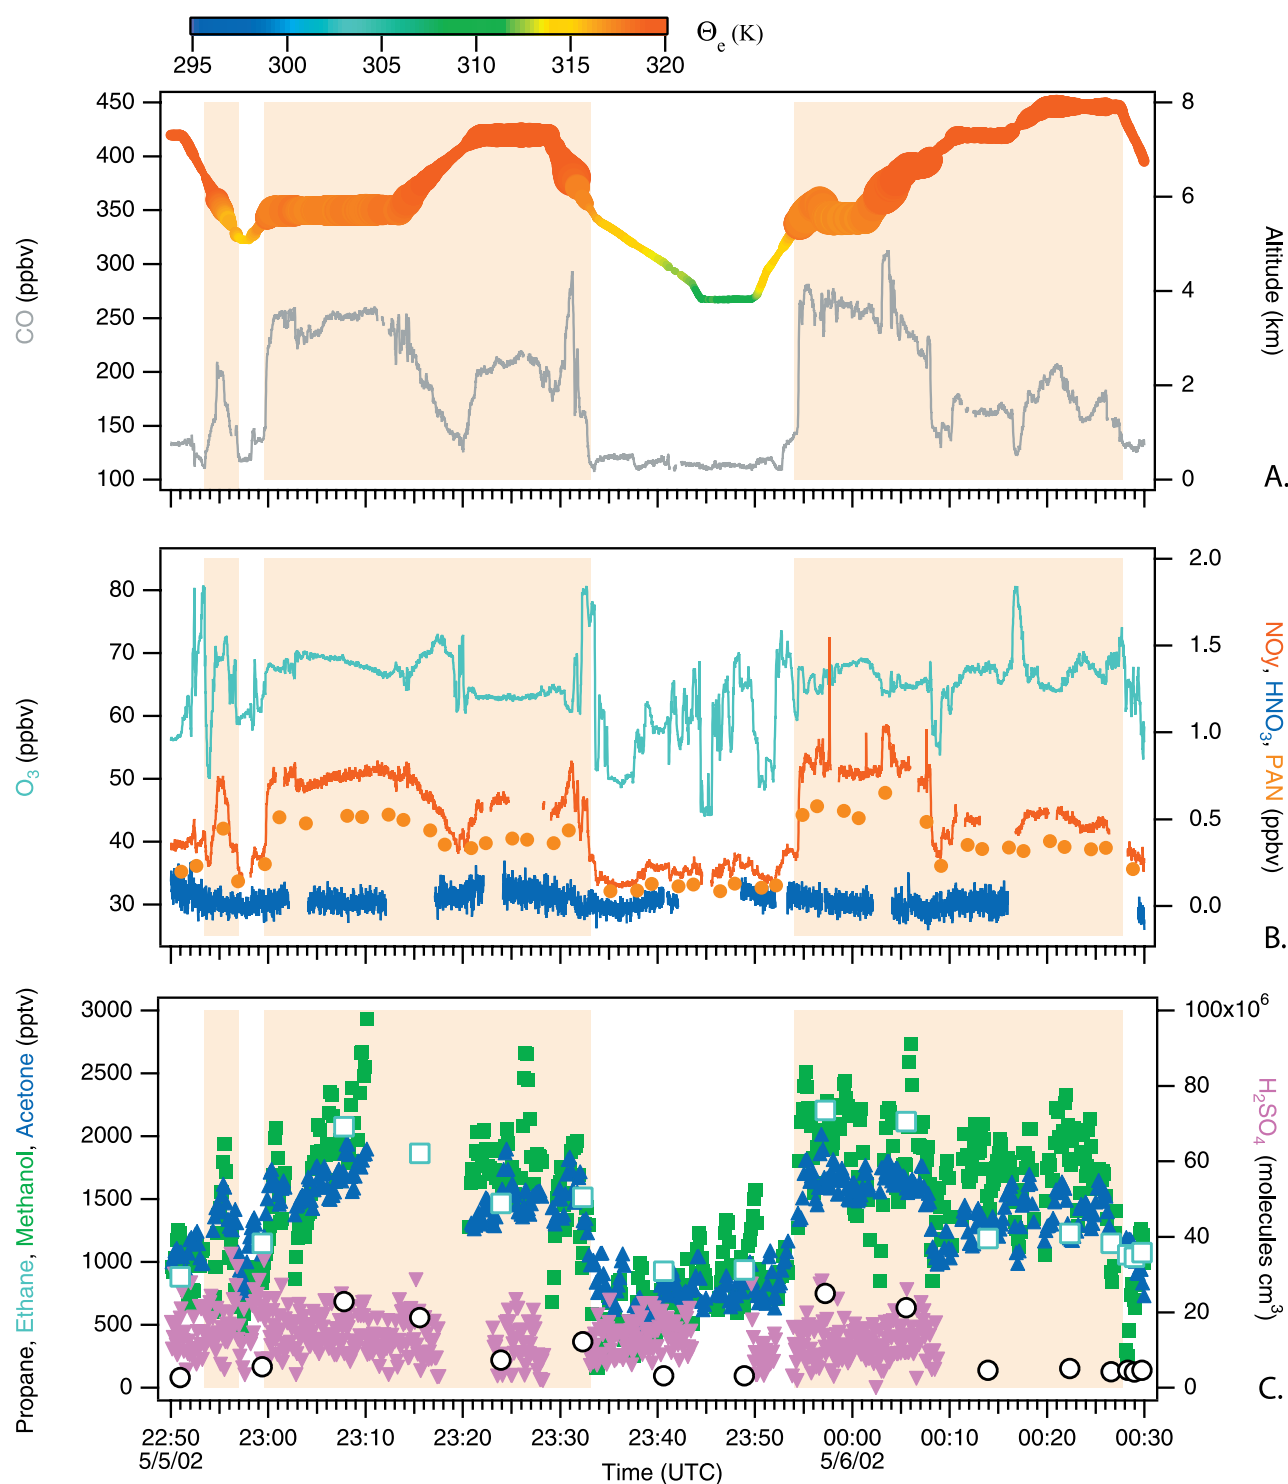 Θe (K)
295 300 305 310 315 320
450
400
350
300
250
200
150
100
CO (ppbv)
8
6
4
2
0
Altitude (km)
A.
80
70
60
50
40
30
O3 (ppbv)
2.0
1.5
1.0
0.5
0.0
NOy, HNO3, PAN
(ppbv)
B.
3000
2500
2000
1500
1000
500
0
Propane, Ethane, Methanol, Acetone (pptv)
100x10^6
80
60
40
20
0
H2SO4 (molecules cm^3)
C.
22:50 23:00 23:10 23:20 23:30 23:40 23:50 00:00 00:10 00:20 00:30
5/5/02 5/6/02
Time (UTC)